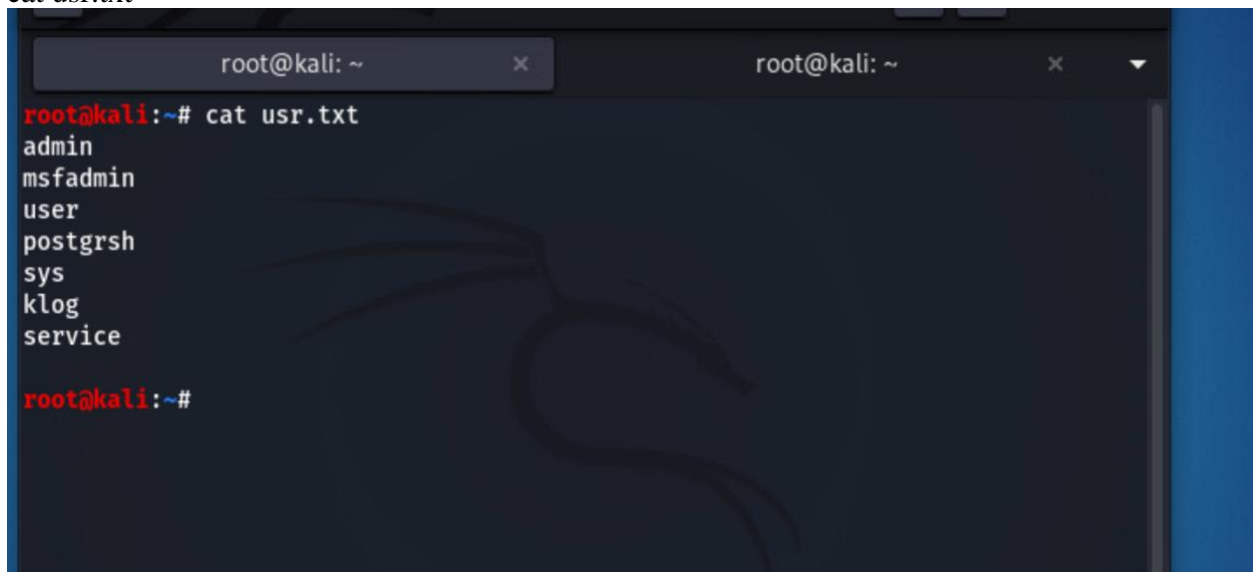 cat usr.txt
root@kali: ~ × root@kali: ~ ×
root@kali:~# cat usr.txt
admin
msfadmin
user
postgrsh
sys
klog
service
root@kali:~#